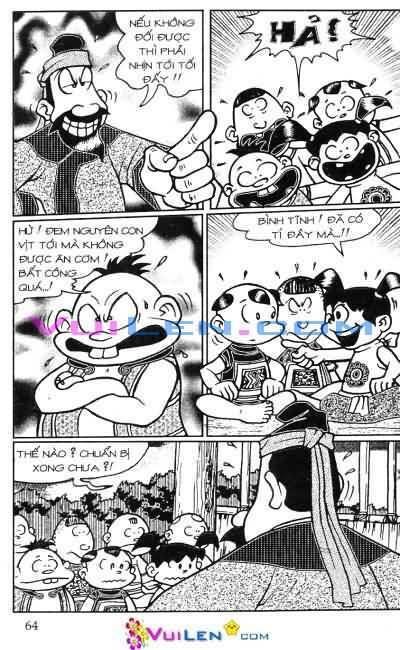 NẾU KHÔNG
ĐỐI ĐƯỢC
THÌ PHẢI
NHỊN TỚI TỐI
ĐẤY !!
HẢ!
HỨ! ĐEM NGUYÊN CON
VỊT TỚI MÀ KHÔNG
ĐƯỢC ĂN CƠM!
BẤT CÔNG
QUÁ...!
BÌNH TĨNH! ĐÃ CÓ
TÍ ĐÂY MÀ..!!
VUILEN.COM
THẾ NÀO? CHUẨN BỊ
XONG CHƯA?!
64
VUILEN.COM